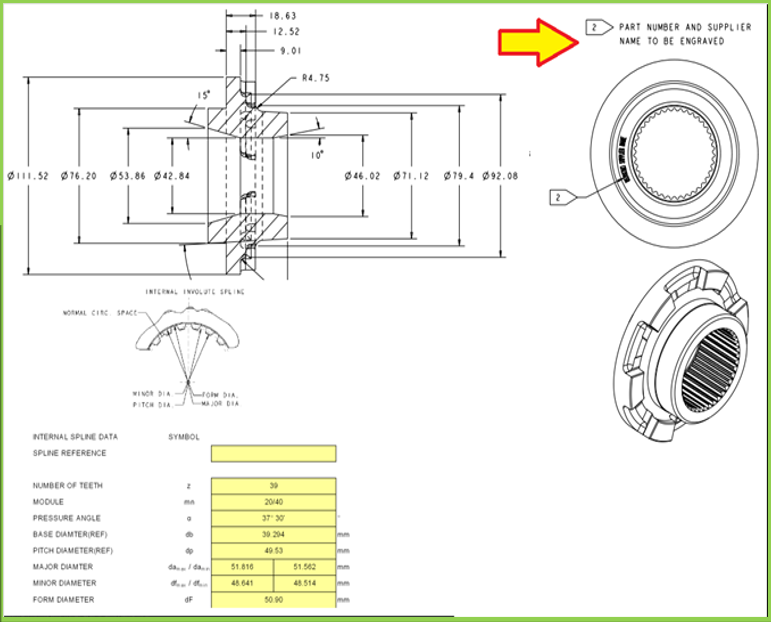 18.63
12.52
9.01
R4.75
15°
10°
Ø111.52
Ø76.20
Ø53.86
Ø42.84
Ø46.02
Ø71.12
Ø79.4
Ø92.08
2
PART NUMBER AND SUPPLIER
NAME TO BE ENGRAVED
2
INTERNAL INVOLUTE SPLINE
NORMAL CIRC. SPACE
MINOR DIA.
FORM DIA.
PITCH DIA.
MAJOR DIA
INTERNAL SPLINE DATA SYMBOL
SPLINE REFERENCE
NUMBER OF TEETH z 39
MODULE mn 20/40
PRESSURE ANGLE α 37° 30' °
BASE DIAMTER(REF) db 39.294 mm
PITCH DIAMETER(REF) dp 49.53 mm
MAJOR DIAMTER da / da 51.816 51.562 mm
MINOR DIAMETER df / df 48.641 48.514 mm
FORM DIAMETER dF 50.90 mm